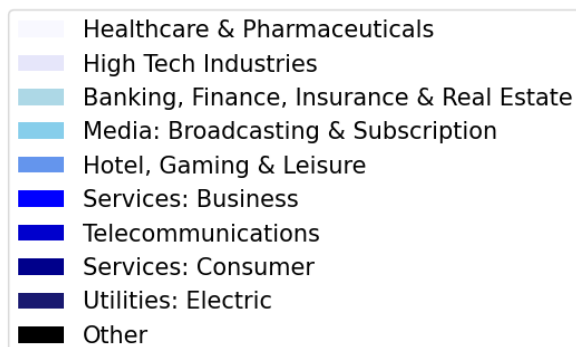 Healthcare & Pharmaceuticals
High Tech Industries
Banking, Finance, Insurance & Real Estate
Media: Broadcasting & Subscription
Hotel, Gaming & Leisure
Services: Business
Telecommunications
Services: Consumer
Utilities: Electric
Other